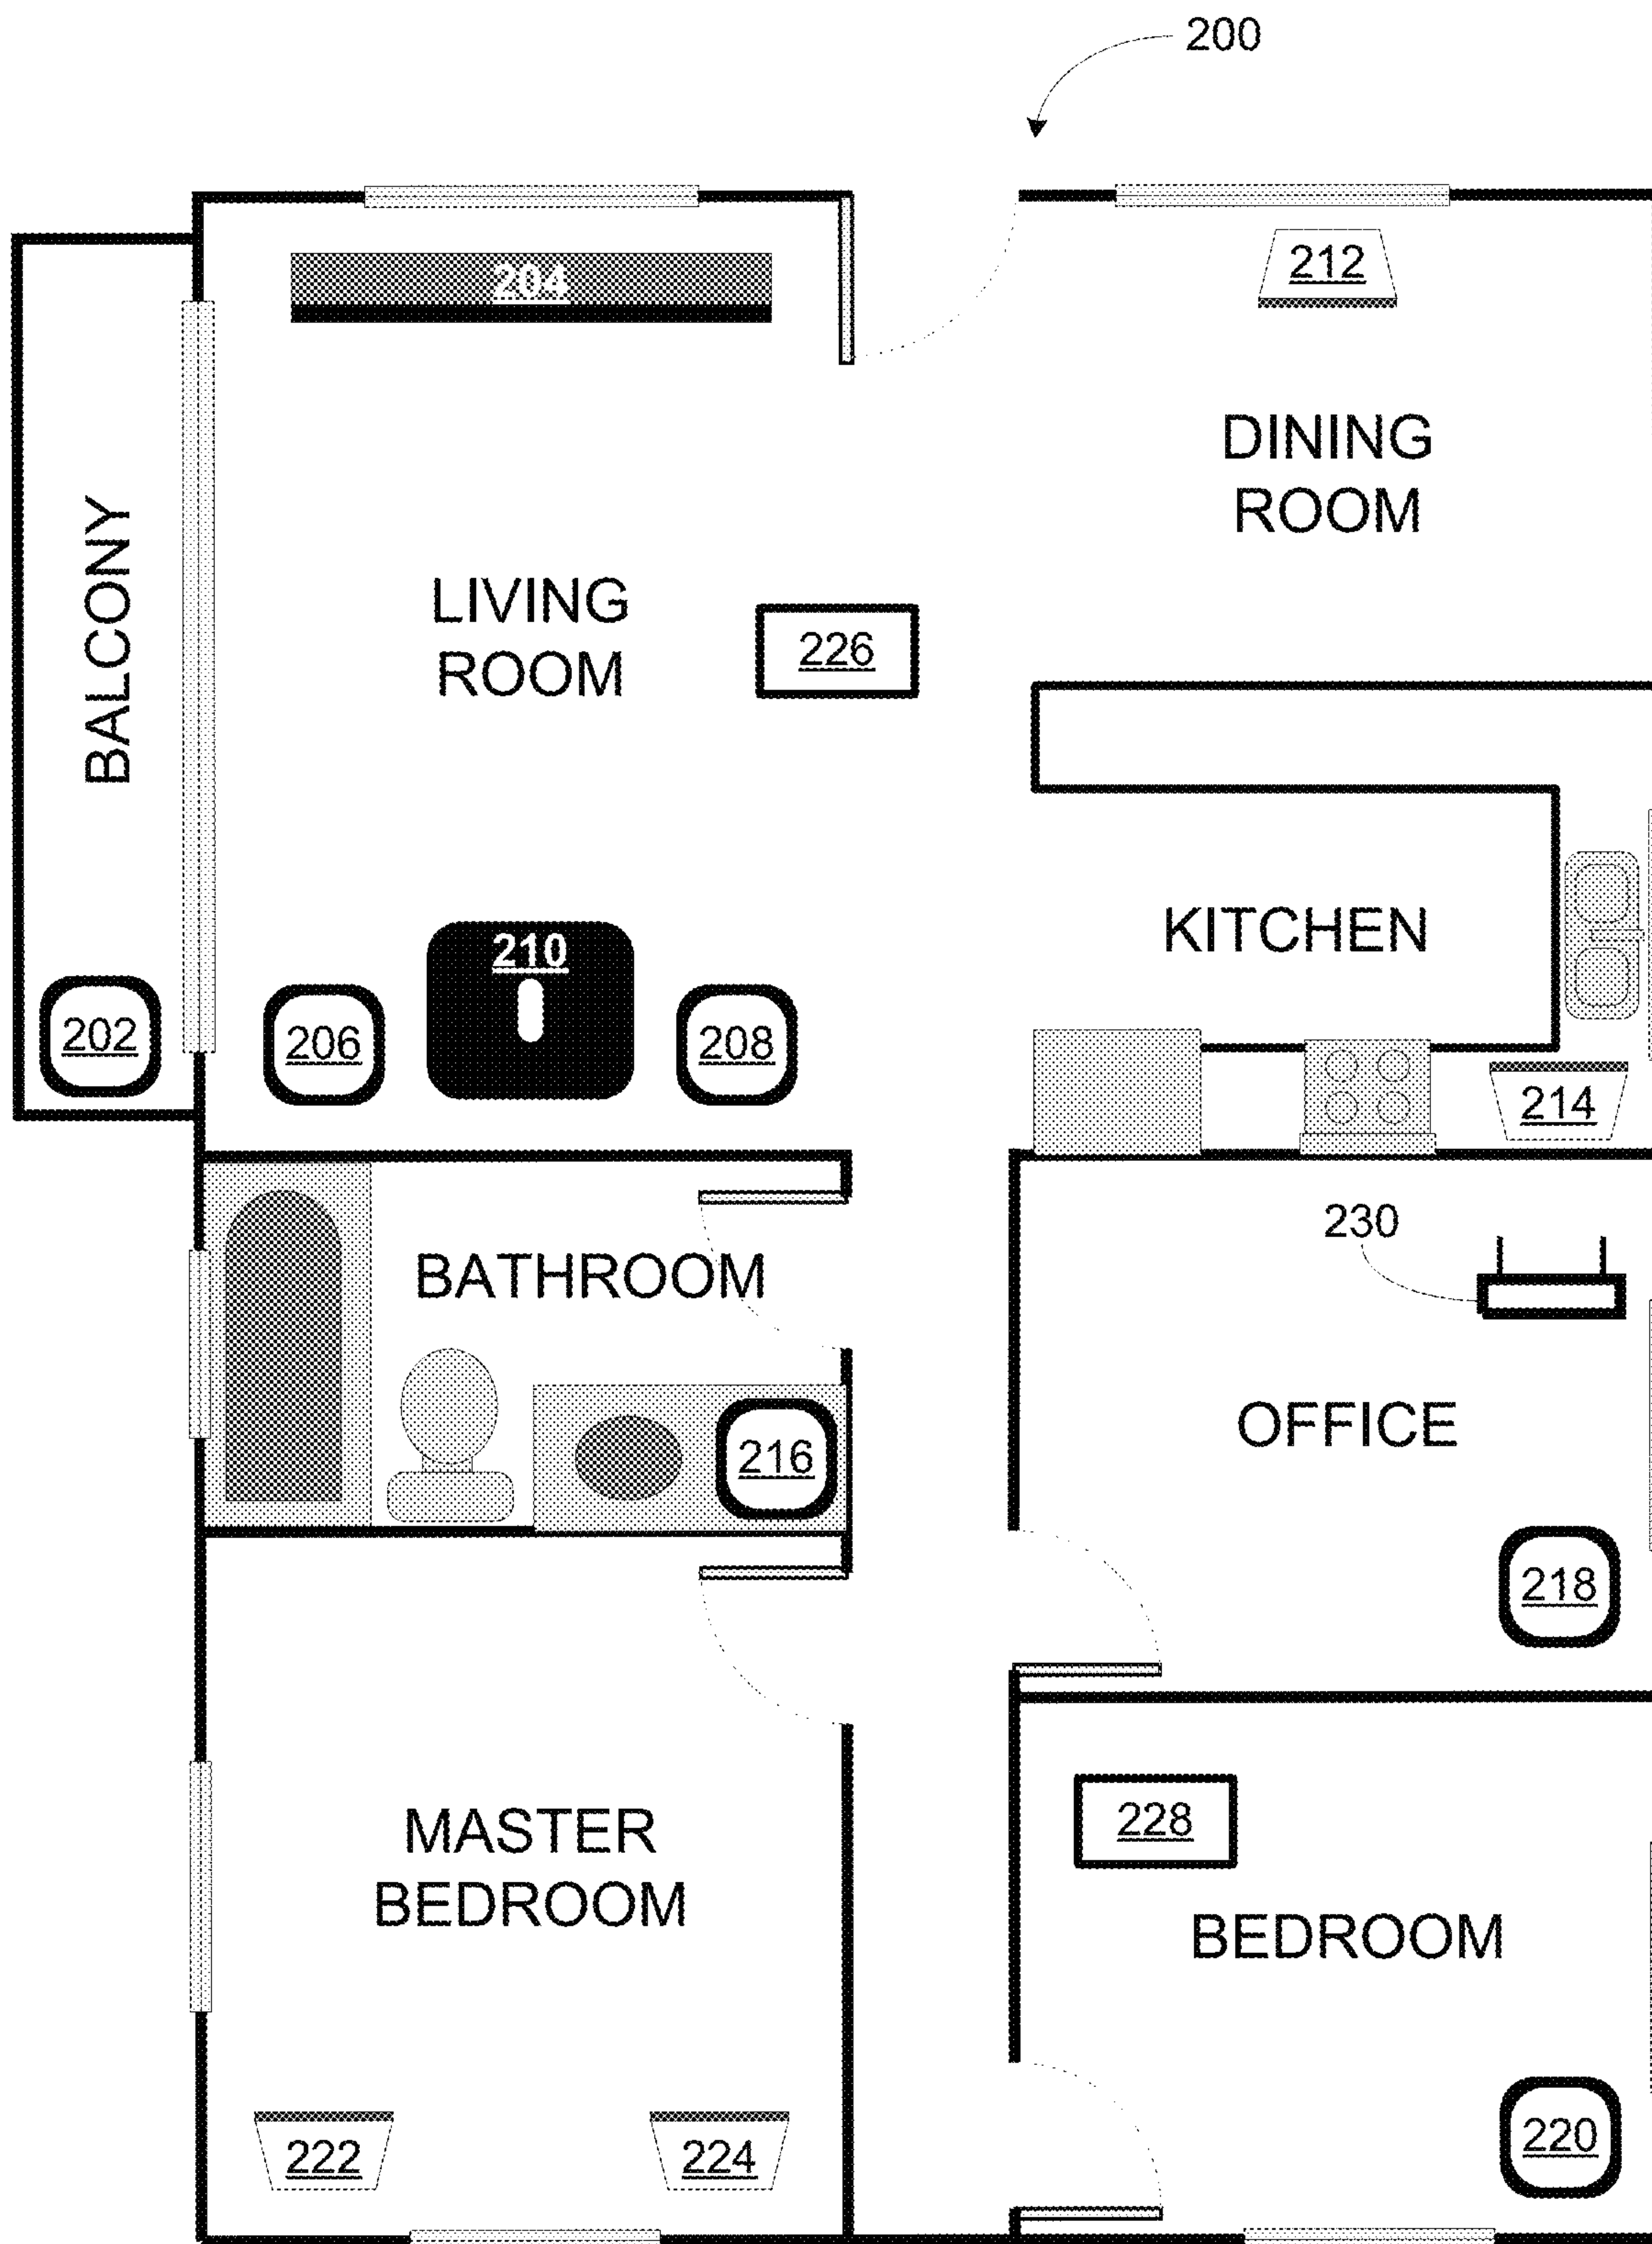 200
204
212
DINING
ROOM
BALCONY
LIVING
ROOM
226
KITCHEN
210
202
206
208
214
230
BATHROOM
OFFICE
216
218
228
MASTER
BEDROOM
BEDROOM
222
224
220